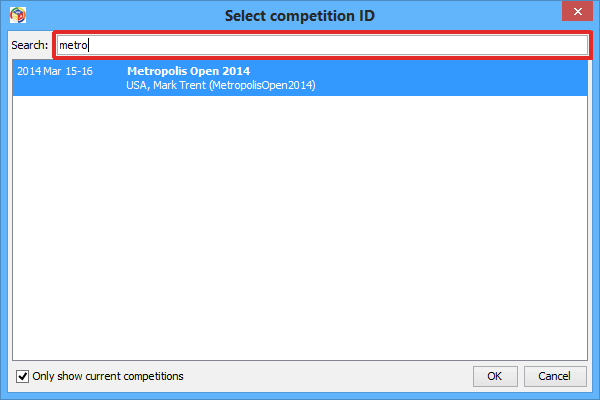 Select competition ID
Search: metro
2014 Mar 15-16 Metropolis Open 2014
USA, Mark Trent (MetropolisOpen2014)
Only show current competitions OK Cancel